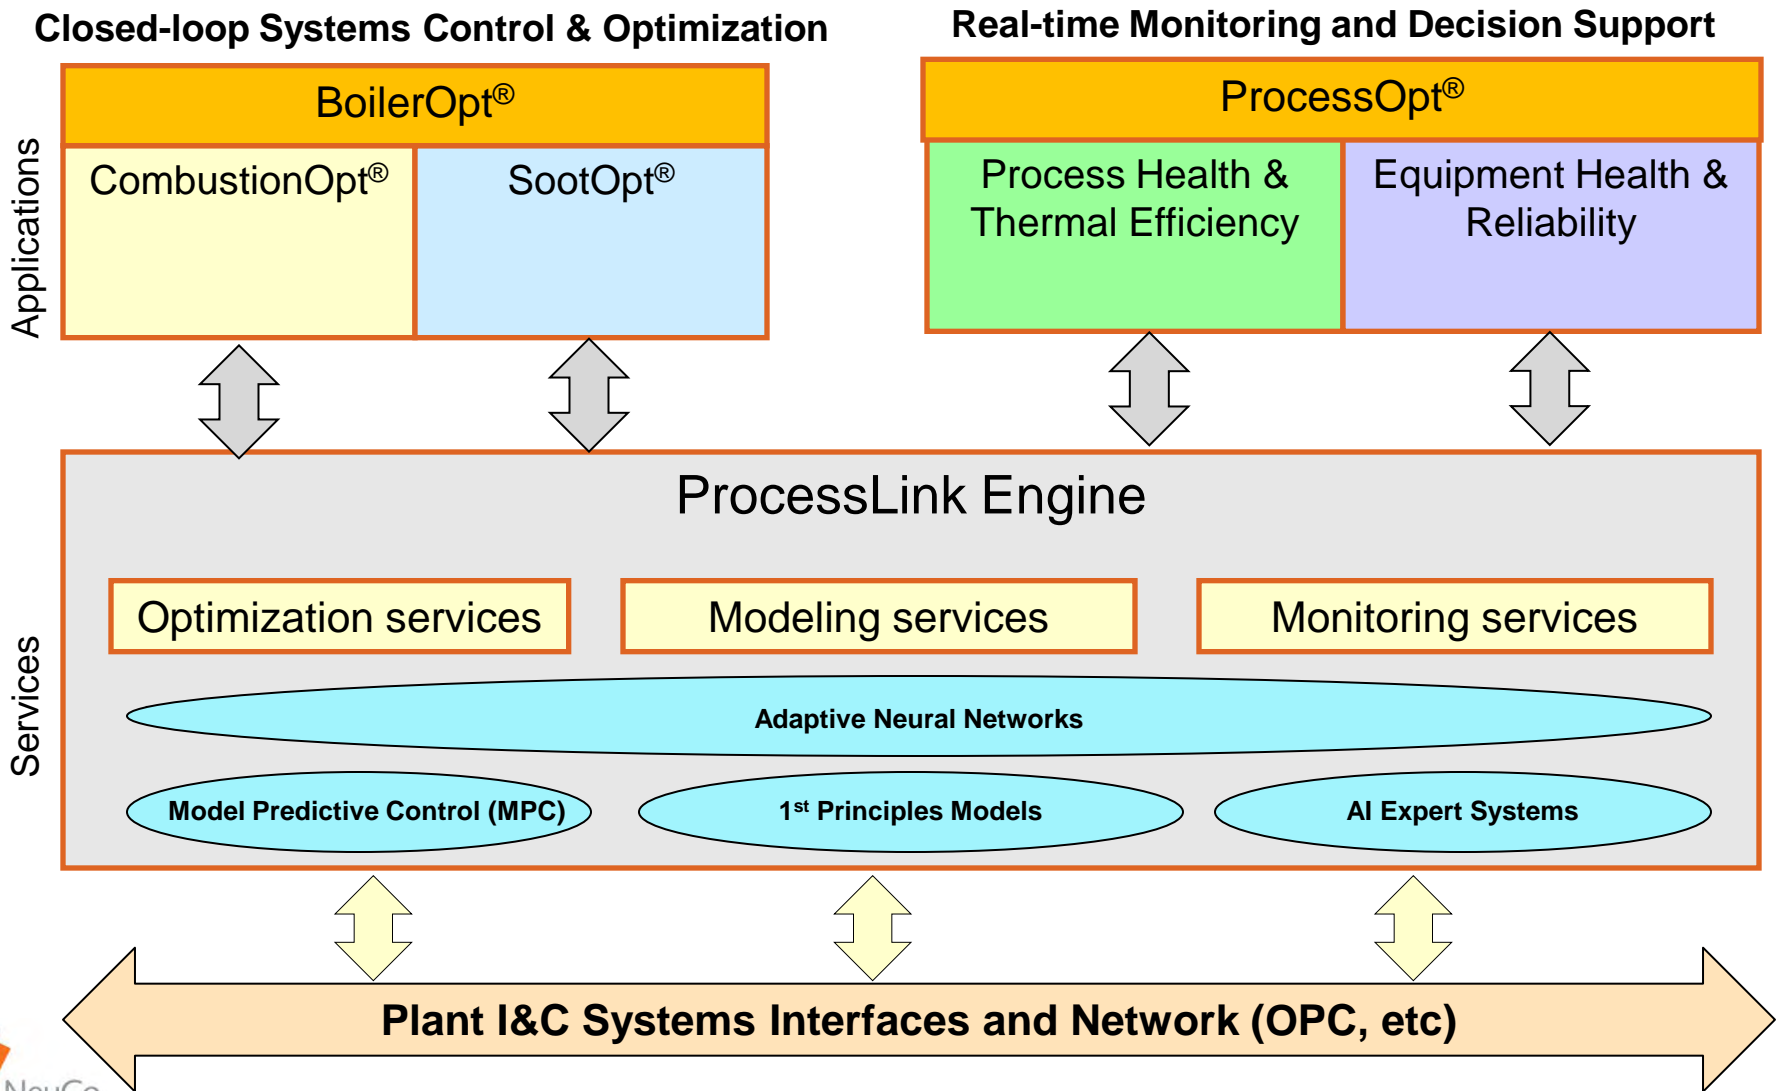 Closed-loop Systems Control & Optimization
Real-time Monitoring and Decision Support
Applications
BoilerOpt®
CombustionOpt®
SootOpt®
ProcessOpt®
Process Health &
Thermal Efficiency
Equipment Health &
Reliability
Services
ProcessLink Engine
Optimization services
Modeling services
Monitoring services
Adaptive Neural Networks
Model Predictive Control (MPC)
1st Principles Models
AI Expert Systems
Plant I&C Systems Interfaces and Network (OPC, etc)
NeuCo